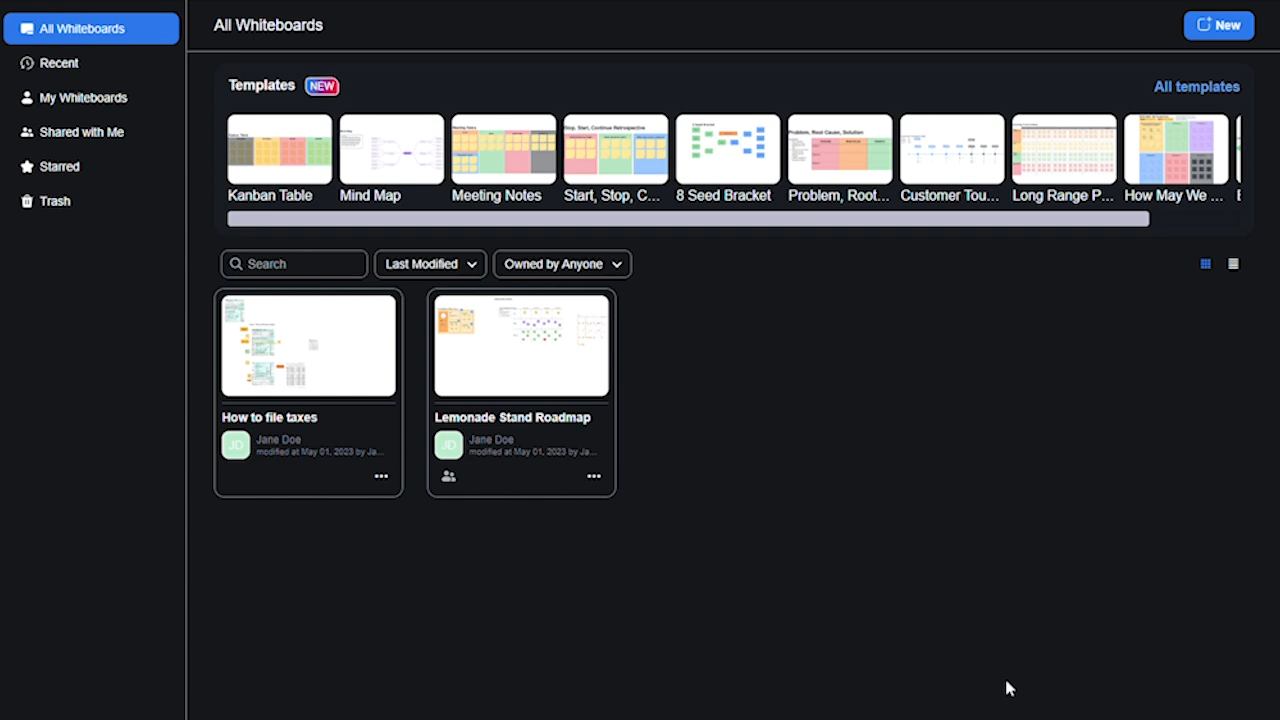 All Whiteboards
Recent
My Whiteboards
Shared with Me
Starred
Trash
All Whiteboards
New
Templates NEW
All templates
Kanban Table
Mind Map
Meeting Notes
Start, Stop, C...
8 Seed Bracket
Problem, Root...
Customer Tou...
Long Range P...
How May We ...
Search
Last Modified
Owned by Anyone
How to file taxes
JD
Jane Doe
modified at May 01, 2023 by Ja...
Lemonade Stand Roadmap
JD
Jane Doe
modified at May 01, 2023 by Ja...